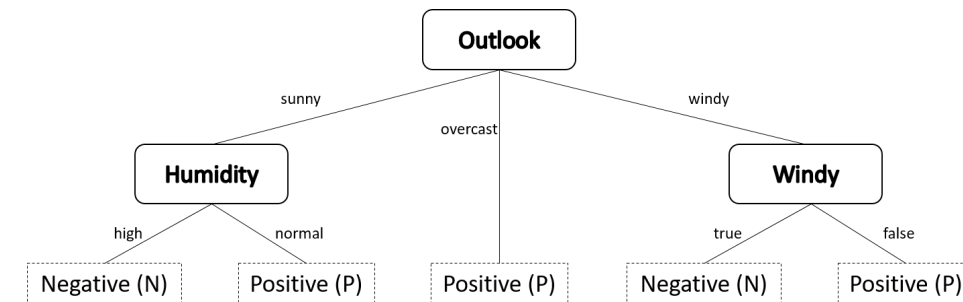 Outlook
sunny
windy
overcast
Humidity
Windy
high
normal
true
false
Negative (N)
Positive (P)
Positive (P)
Negative (N)
Positive (P)